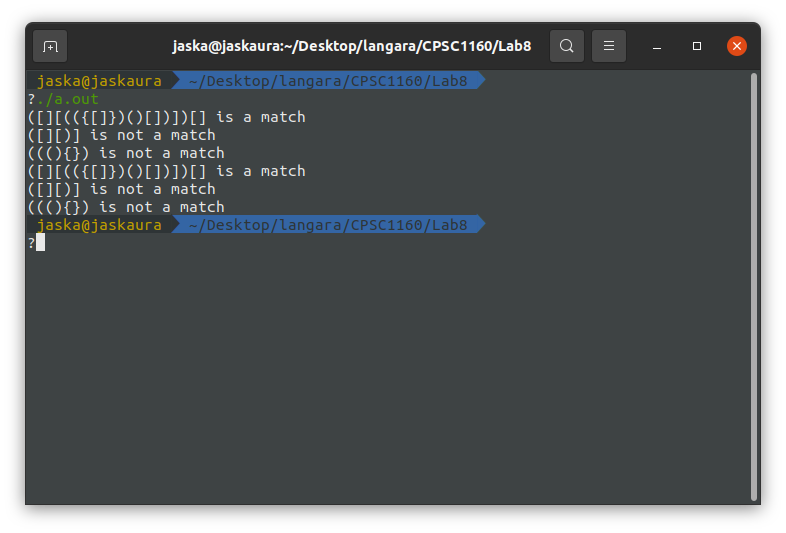 jaska@jaskaura:~/Desktop/langara/CPSC1160/Lab8
jaska@jaskaura ~/Desktop/langara/CPSC1160/Lab8
?./a.out
([][(({[]})()[])])[] is a match
([][)] is not a match
(((){}) is not a match
([][(({[]})()[])])[] is a match
([][)] is not a match
(((){}) is not a match
jaska@jaskaura ~/Desktop/langara/CPSC1160/Lab8
?